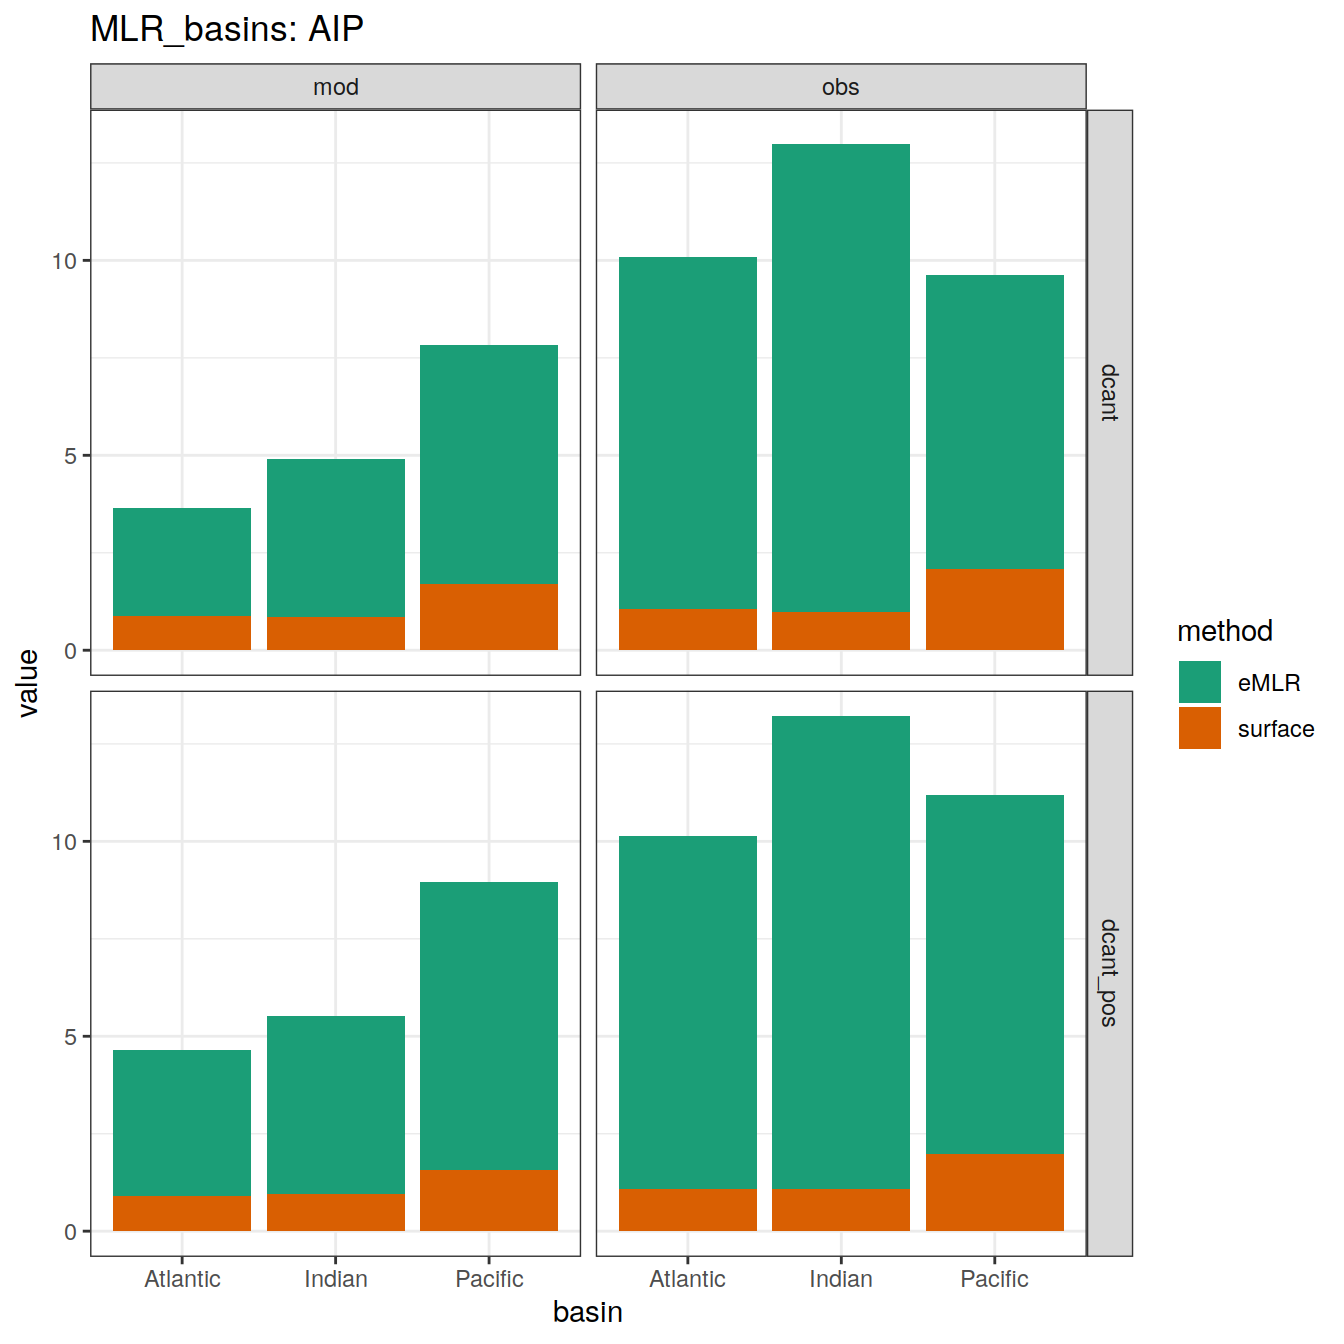 MLR_basins: AIP
mod
obs
10
5
0
dcant
10
5
0
dcant_pos
value
Atlantic
Indian
Pacific
Atlantic
Indian
Pacific
basin
method
eMLR
surface